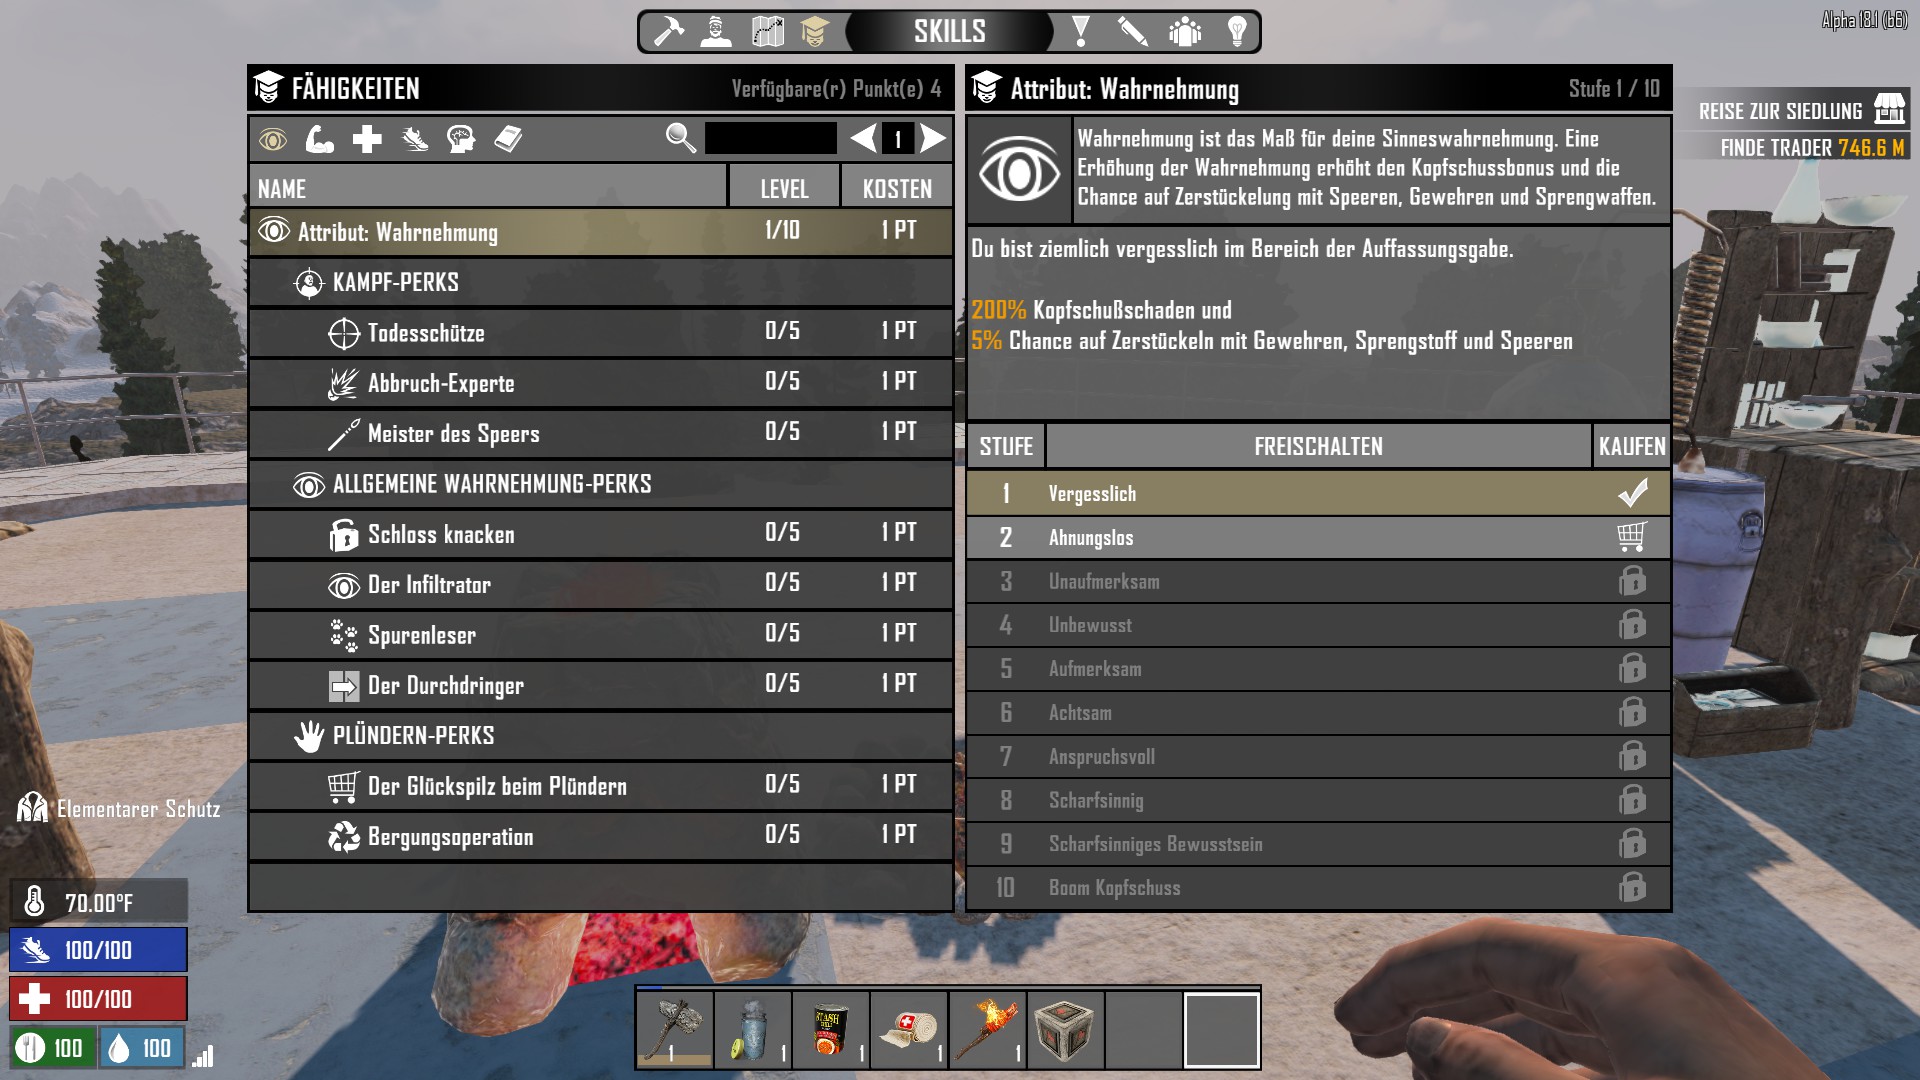 SKILLS
Alpha 18.1 (b6)
FÄHIGKEITEN
Verfügbare(r) Punkt(e) 4
1
NAME LEVEL KOSTEN
Attribut: Wahrnehmung 1/10 1 PT
KAMPF-PERKS
Todesschütze 0/5 1 PT
Abbruch-Experte 0/5 1 PT
Meister des Speers 0/5 1 PT
ALLGEMEINE WAHRNEHMUNG-PERKS
Schloss knacken 0/5 1 PT
Der Infiltrator 0/5 1 PT
Spurenleser 0/5 1 PT
Der Durchdringer 0/5 1 PT
PLÜNDERN-PERKS
Der Glückspilz beim Plündern 0/5 1 PT
Bergungsoperation 0/5 1 PT
Attribut: Wahrnehmung Stufe 1 / 10
Wahrnehmung ist das Maß für deine Sinneswahrnehmung. Eine
Erhöhung der Wahrnehmung erhöht den Kopfschussbonus und die
Chance auf Zerstückelung mit Speeren, Gewehren und Sprengwaffen.
Du bist ziemlich vergesslich im Bereich der Auffassungsgabe.
200% Kopfschußschaden und
5% Chance auf Zerstückeln mit Gewehren, Sprengstoff und Speeren
STUFE FREISCHALTEN KAUFEN
1 Vergesslich
2 Ahnungslos
3 Unaufmerksam
4 Unbewusst
5 Aufmerksam
6 Achtsam
7 Anspruchsvoll
8 Scharfsinnig
9 Scharfsinniges Bewusstsein
10 Boom Kopfschuss
REISE ZUR SIEDLUNG
FINDE TRADER 746.6 M
Elementarer Schutz
70.00°F
100/100
100/100
100 100
1 1 1 1 1